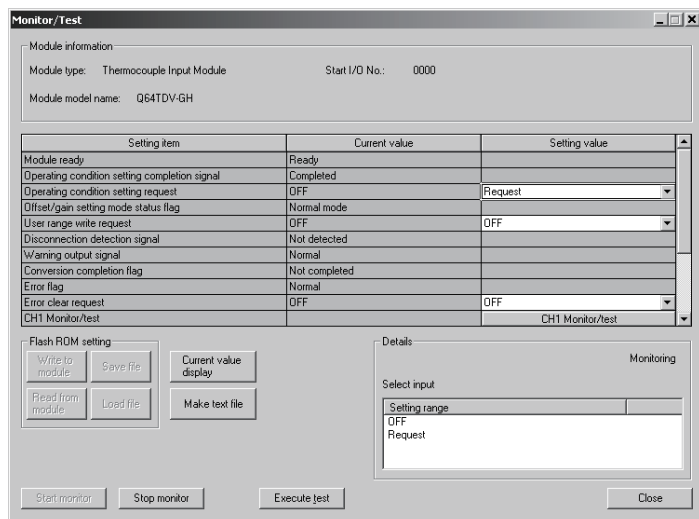 Monitor/Test
Module information
Module type: Thermocouple Input Module Start I/O No.: 0000
Module model name: Q64TDV-GH
Setting item Current value Setting value
Module ready Ready
Operating condition setting completion signal Completed
Operating condition setting request OFF Request
Offset/gain setting mode status flag Normal mode
User range write request OFF OFF
Disconnection detection signal Not detected
Warning output signal Normal
Conversion completion flag Not completed
Error flag Normal
Error clear request OFF OFF
CH1 Monitor/test CH1 Monitor/test
Flash ROM setting
Write to module Save file
Read from module Load file
Current value display
Make text file
Details
Monitoring
Select input
Setting range
OFF
Request
Start monitor Stop monitor Execute test Close